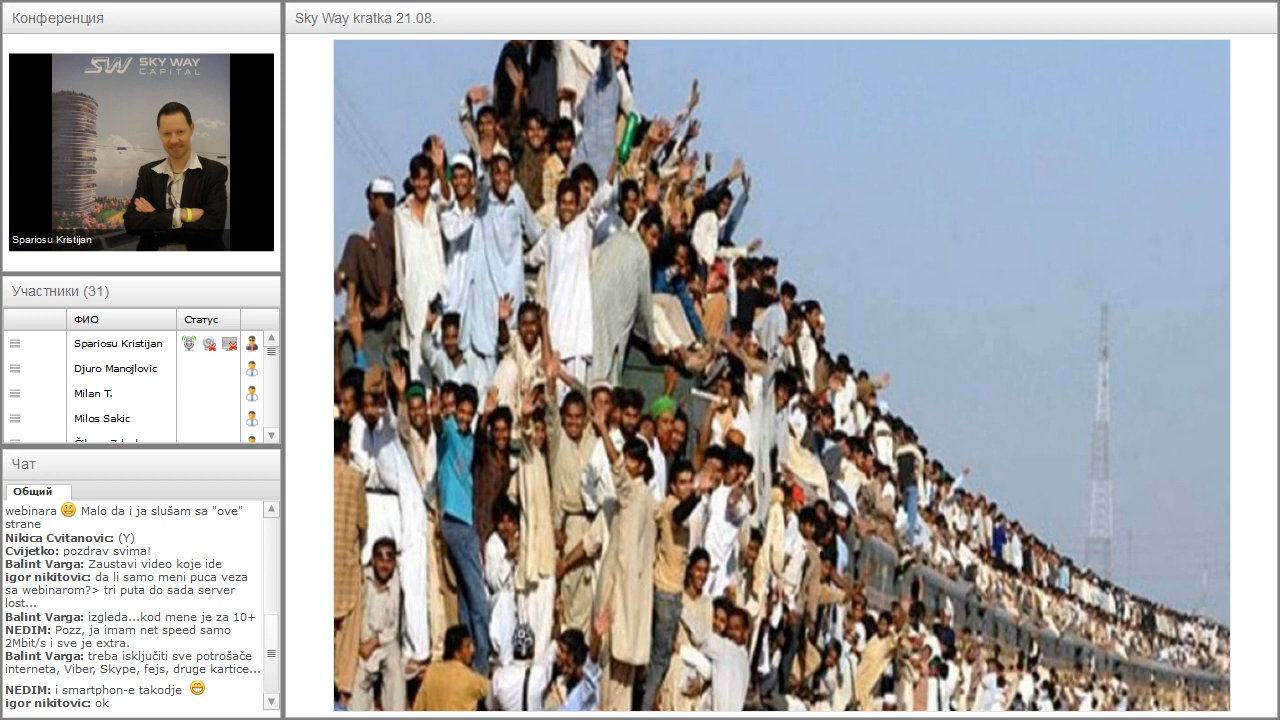 Конференция
SW SKY WAY
CAPITAL
Spariosu Kristijan
Участники (31)
ФИО Статус
Spariosu Kristijan
Djuro Manojlovic
Milan T.
Milos Sakic
Чат
Общий
webinara Malo da i ja slušam sa "ove"
strane
Nikica Cvitanovic: (Y)
Cvijetko: pozdrav svima!
Balint Varga: Zaustavi video koje ide
igor nikitovic: da li samo meni puca veza
sa webinarom?> tri puta do sada server
lost...
Balint Varga: izgleda...kod mene je za 10+
NEDIM: Pozz, ja imam net speed samo
2Mbit/s i sve je extra.
Balint Varga: treba isključiti sve potrošače
interneta, Viber, Skype, fejs, druge kartice...
NEDIM: i smartphon-e takodje
igor nikitovic: ok
Sky Way kratka 21.08.